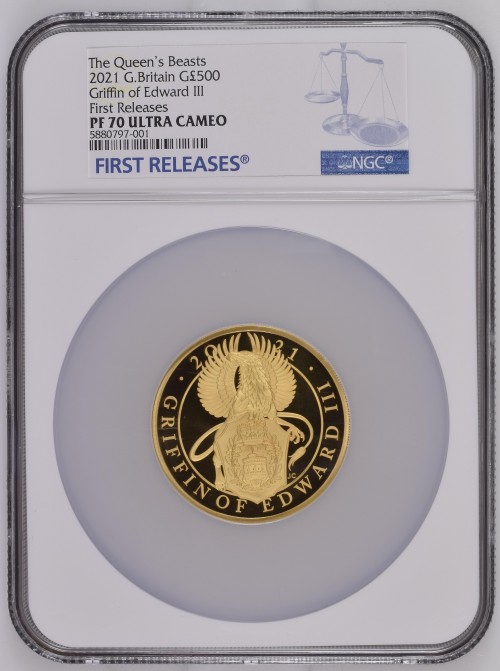 The Queen's Beasts
2021 G.Britain G£500
Griffin of Edward III
First Releases
PF 70 ULTRA CAMEO
5880797-001
FIRST RELEASES®
NGC®
· 2021 ·
GRIFFIN OF EDWARD III
JC